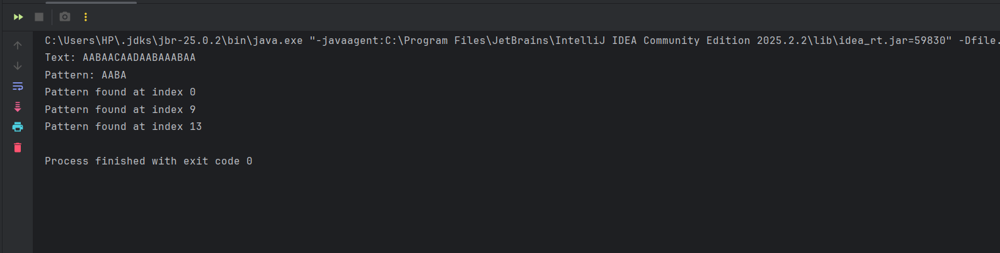 C:\Users\HP\.jdks\jbr-25.0.2\bin\java.exe "-javaagent:C:\Program Files\JetBrains\IntelliJ IDEA Community Edition 2025.2.2\lib\idea_rt.jar=59830" -Dfile.
Text: AABAACAADAABAAABAA
Pattern: AABA
Pattern found at index 0
Pattern found at index 9
Pattern found at index 13
Process finished with exit code 0